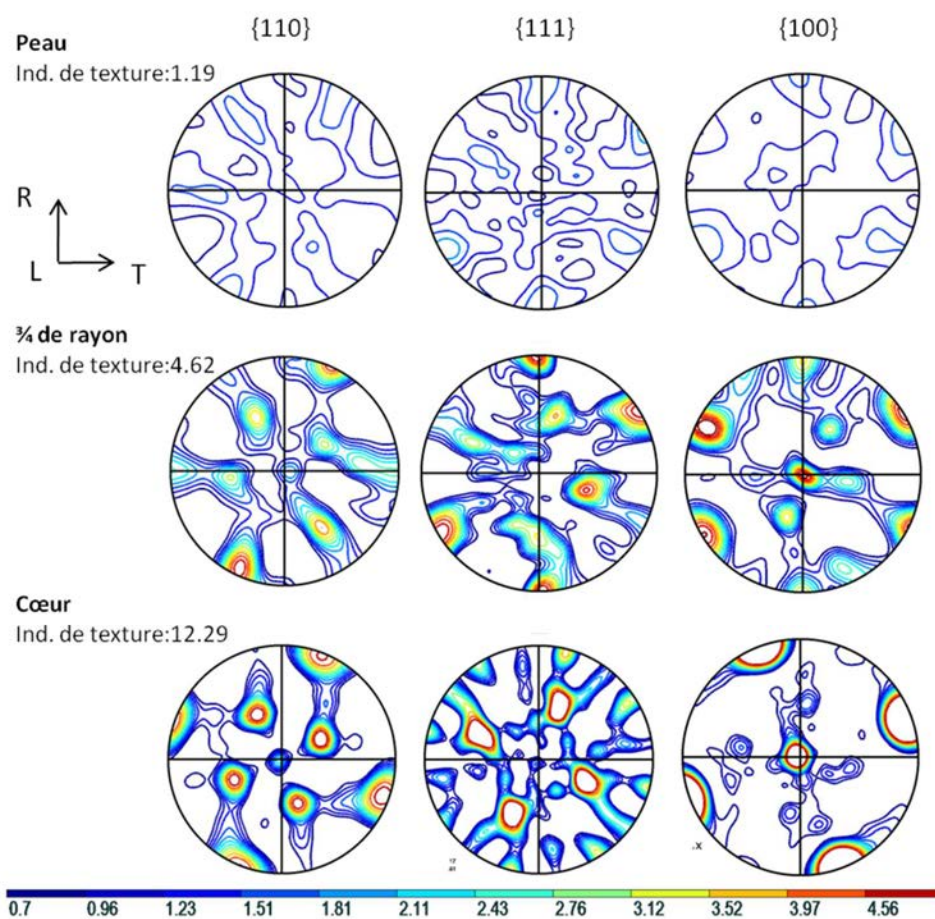 {110} {111} {100}
Peau
Ind. de texture:1.19
R
L T
¾ de rayon
Ind. de texture:4.62
Cœur
Ind. de texture:12.29
.x
0.7 0.96 1.23 1.51 1.81 2.11 2.43 2.76 3.12 3.52 3.97 4.56